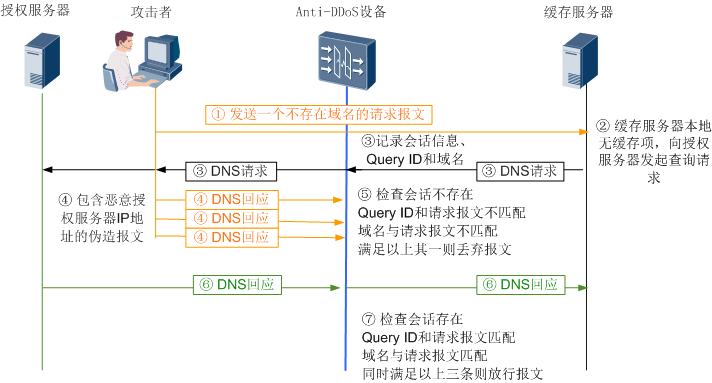 授权服务器
攻击者
Anti-DDoS设备
缓存服务器
① 发送一个不存在域名的请求报文
② 缓存服务器本地
无缓存项，向授权
服务器发起查询请
求
③记录会话信息、
Query ID和域名
③ DNS请求
③ DNS请求
④ 包含恶意授
权服务器IP地
址的伪造报文
④ DNS回应
④ DNS回应
④ DNS回应
⑤ 检查会话不存在
Query ID和请求报文不匹配
域名与请求报文不匹配
满足以上其一则丢弃报文
⑥ DNS回应
⑥ DNS回应
⑦ 检查会话存在
Query ID和请求报文匹配
域名与请求报文匹配
同时满足以上三条则放行报文